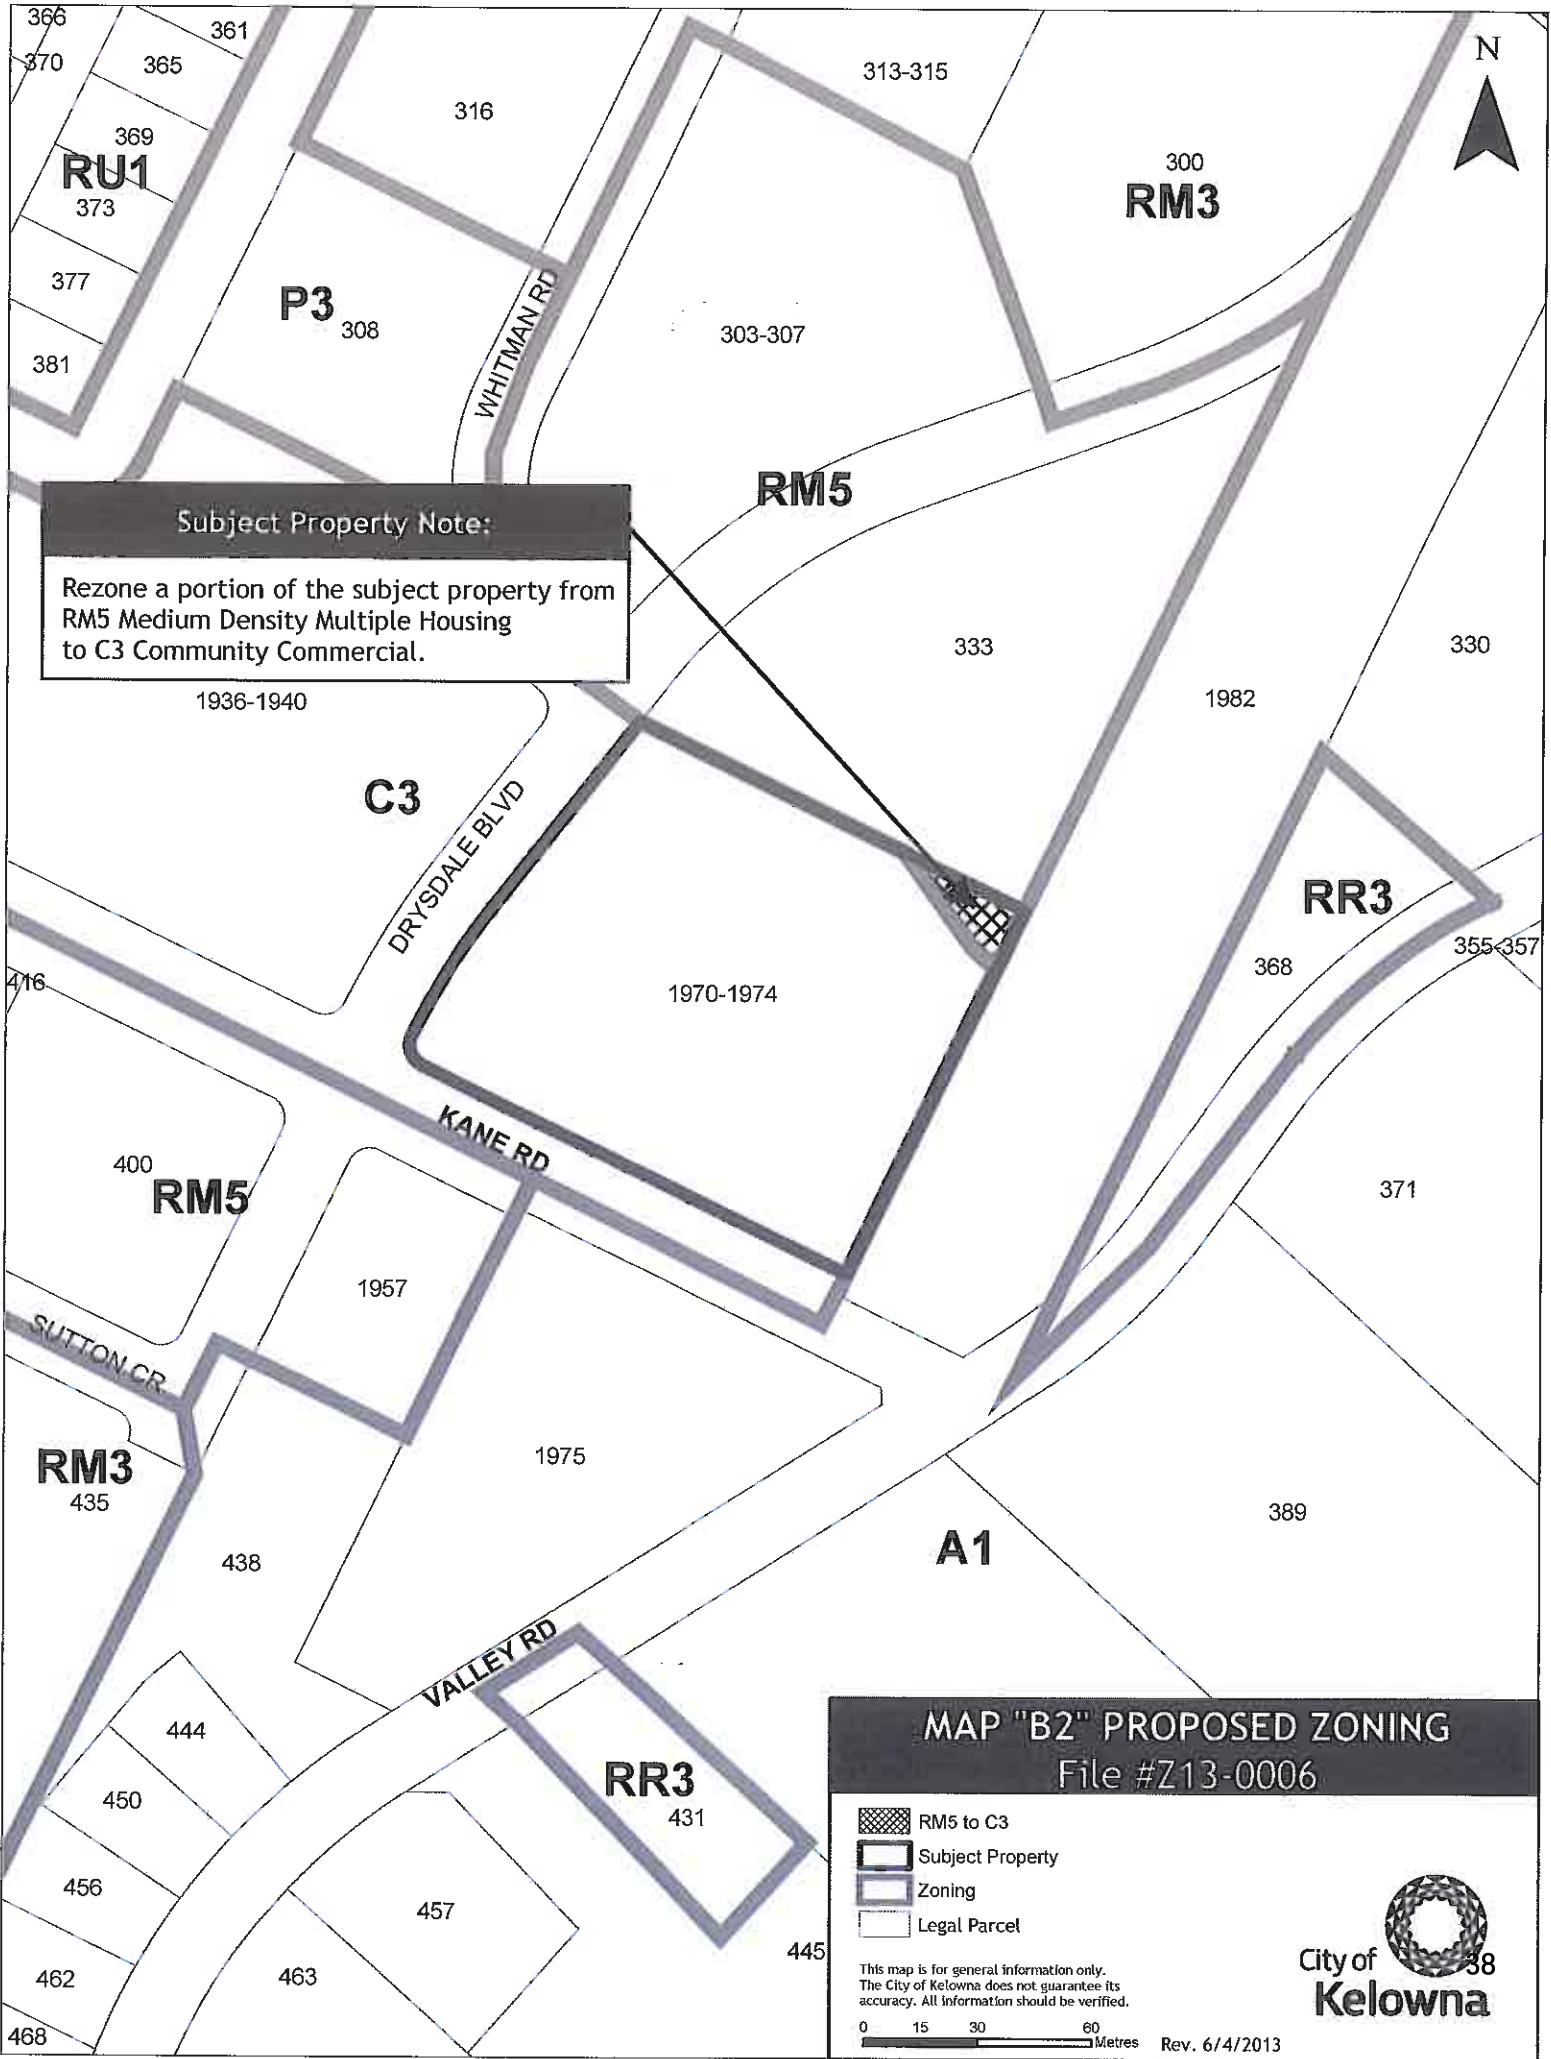 366
361
370
365
316
313-315
N
369
RU1
373
300
RM3
377
P3
308
WHITMAN RD
303-307
381
RM5
Subject Property Note:
Rezone a portion of the subject property from
RM5 Medium Density Multiple Housing
to C3 Community Commercial.
333
330
1936-1940
1982
C3
DRYSDALE BLVD
RR3
355-357
368
416
1970-1974
KANE RD
400
RM5
371
1957
SUTTON CR
1975
RM3
435
389
A1
438
VALLEY RD
444
450
RR3
431
456
457
445
462
463
468
MAP "B2" PROPOSED ZONING
File #Z13-0006
RM5 to C3
Subject Property
Zoning
Legal Parcel
This map is for general information only.
The City of Kelowna does not guarantee its
accuracy. All information should be verified.
0 15 30 60
Metres
Rev. 6/4/2013
City of
Kelowna
38